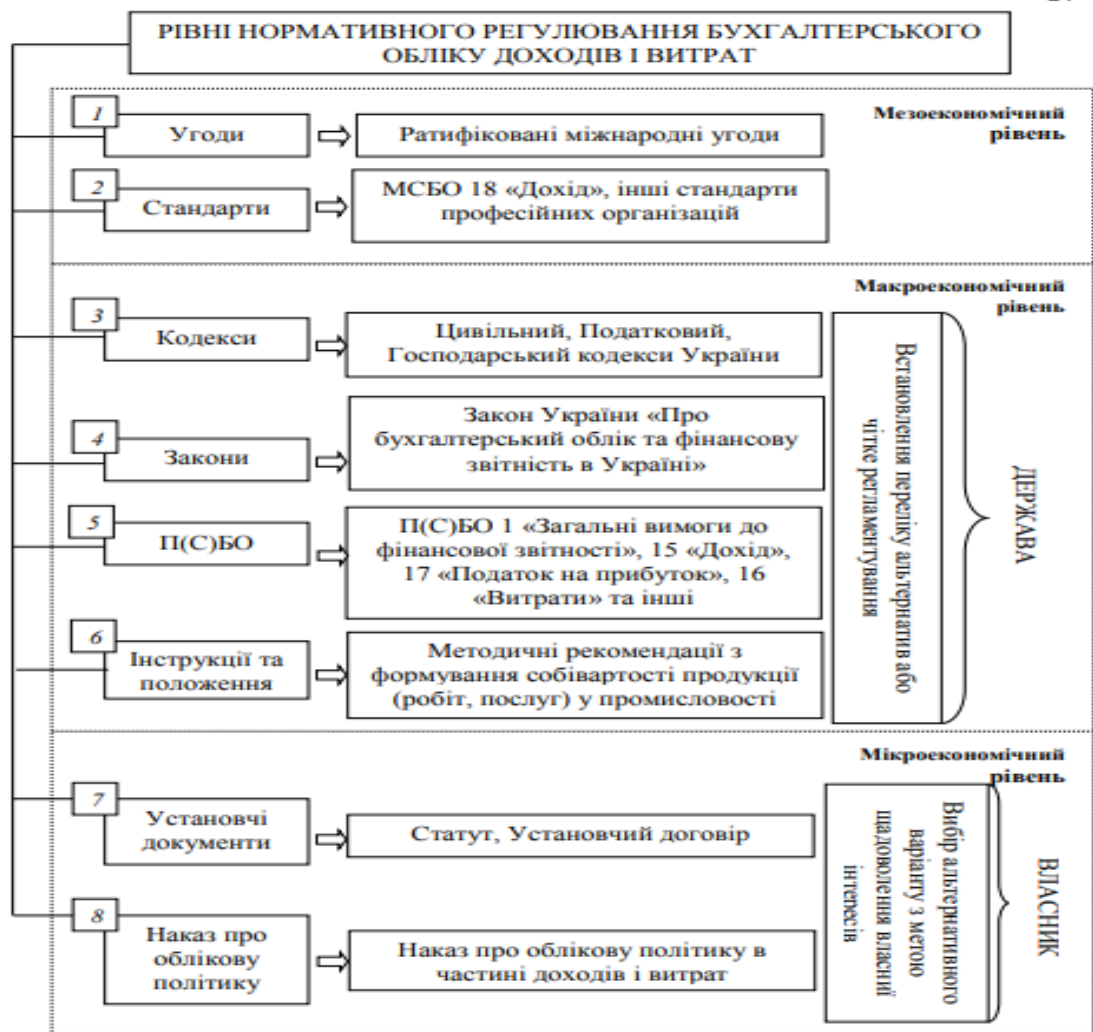 РІВНІ НОРМАТИВНОГО РЕГУЛЮВАННЯ БУХГАЛТЕРСЬКОГО
ОБЛІКУ ДОХОДІВ І ВИТРАТ
Мезоекономічний
рівень
1
Угоди
Ратифіковані міжнародні угоди
2
Стандарти
МСБО 18 «Дохід», інші стандарти
професійних організацій
Макроекономічний
рівень
3
Кодекси
Цивільний, Податковий,
Господарський кодекси України
4
Закони
Закон України «Про
бухгалтерський облік та фінансову
звітність в Україні»
5
П(С)БО
П(С)БО 1 «Загальні вимоги до
фінансової звітності», 15 «Дохід»,
17 «Податок на прибуток», 16
«Витрати» та інші
6
Інструкції та
положення
Методичні рекомендації з
формування собівартості продукції
(робіт, послуг) у промисловості
Встановлення переліку альтернатив або
чітке регламентування
ДЕРЖАВА
Мікроекономічний
рівень
7
Установчі
документи
Статут, Установчий договір
8
Наказ про
облікову
політику
Наказ про облікову політику в
частині доходів і витрат
Вибір альтернативного
варіанту з метою
щадоволення власниї
інтересів
ВЛАСНИК